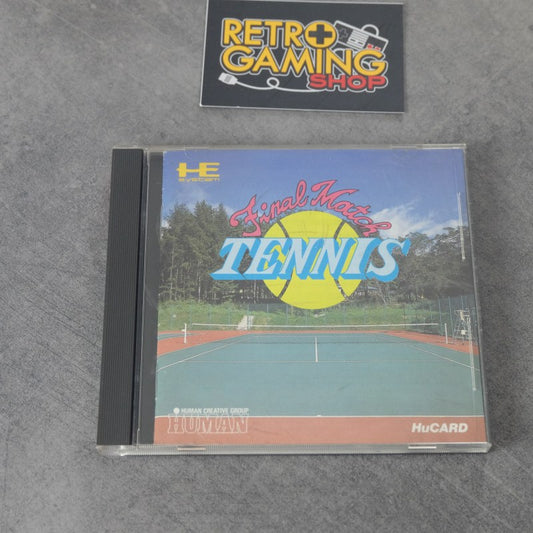 RETRO
GAMING
SHOP
HE
system
Final Match
TENNIS
HUMAN CREATIVE GROUP
HUMAN
HuCARD